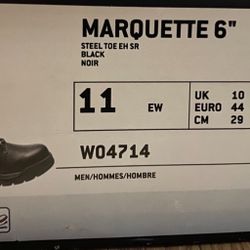 MARQUETTE 6"
STEEL TOE EH SR
BLACK
NOIR
11 EW
UK 10
EURO 44
CM 29
W04714
MEN/HOMMES/HOMBRE